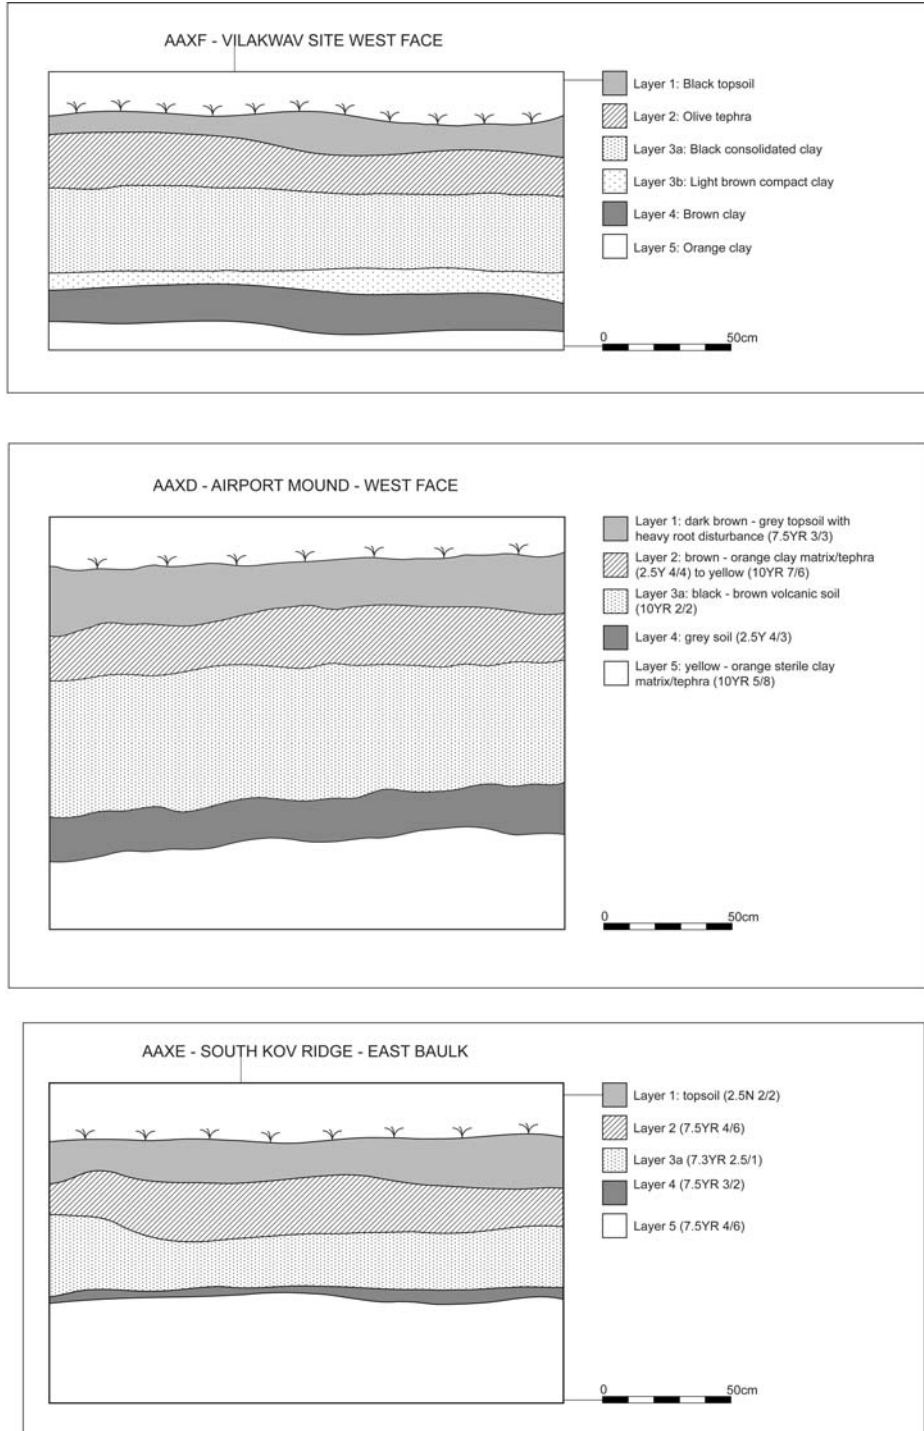 AAXF - VILAKWAV SITE WEST FACE
Layer 1: Black topsoil
Layer 2: Olive tephra
Layer 3a: Black consolidated clay
Layer 3b: Light brown compact clay
Layer 4: Brown clay
Layer 5: Orange clay
0 50cm
AAXD - AIRPORT MOUND - WEST FACE
Layer 1: dark brown - grey topsoil with
heavy root disturbance (7.5YR 3/3)
Layer 2: brown - orange clay matrix/tephra
(2.5Y 4/4) to yellow (10YR 7/6)
Layer 3a: black - brown volcanic soil
(10YR 2/2)
Layer 4: grey soil (2.5Y 4/3)
Layer 5: yellow - orange sterile clay
matrix/tephra (10YR 5/8)
0 50cm
AAXE - SOUTH KOV RIDGE - EAST BAULK
Layer 1: topsoil (2.5N 2/2)
Layer 2 (7.5YR 4/6)
Layer 3a (7.3YR 2.5/1)
Layer 4 (7.5YR 3/2)
Layer 5 (7.5YR 4/6)
0 50cm